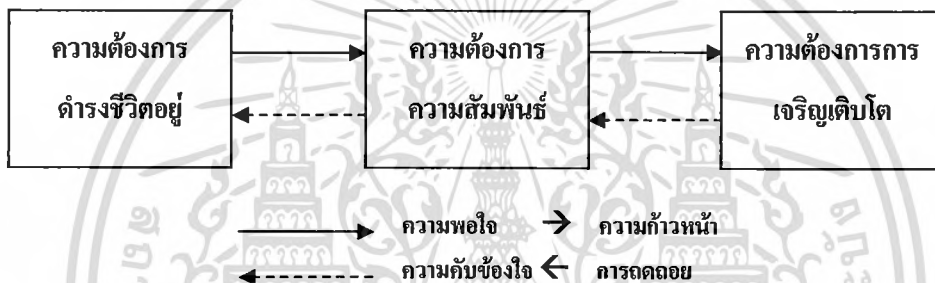 ความต้องการ
ดำรงชีวิตอยู่
ความต้องการ
ความสัมพันธ์
ความต้องการการ
เจริญเติบโต
ความพอใจ → ความก้าวหน้า
ความคับข้องใจ ← การถดถอย